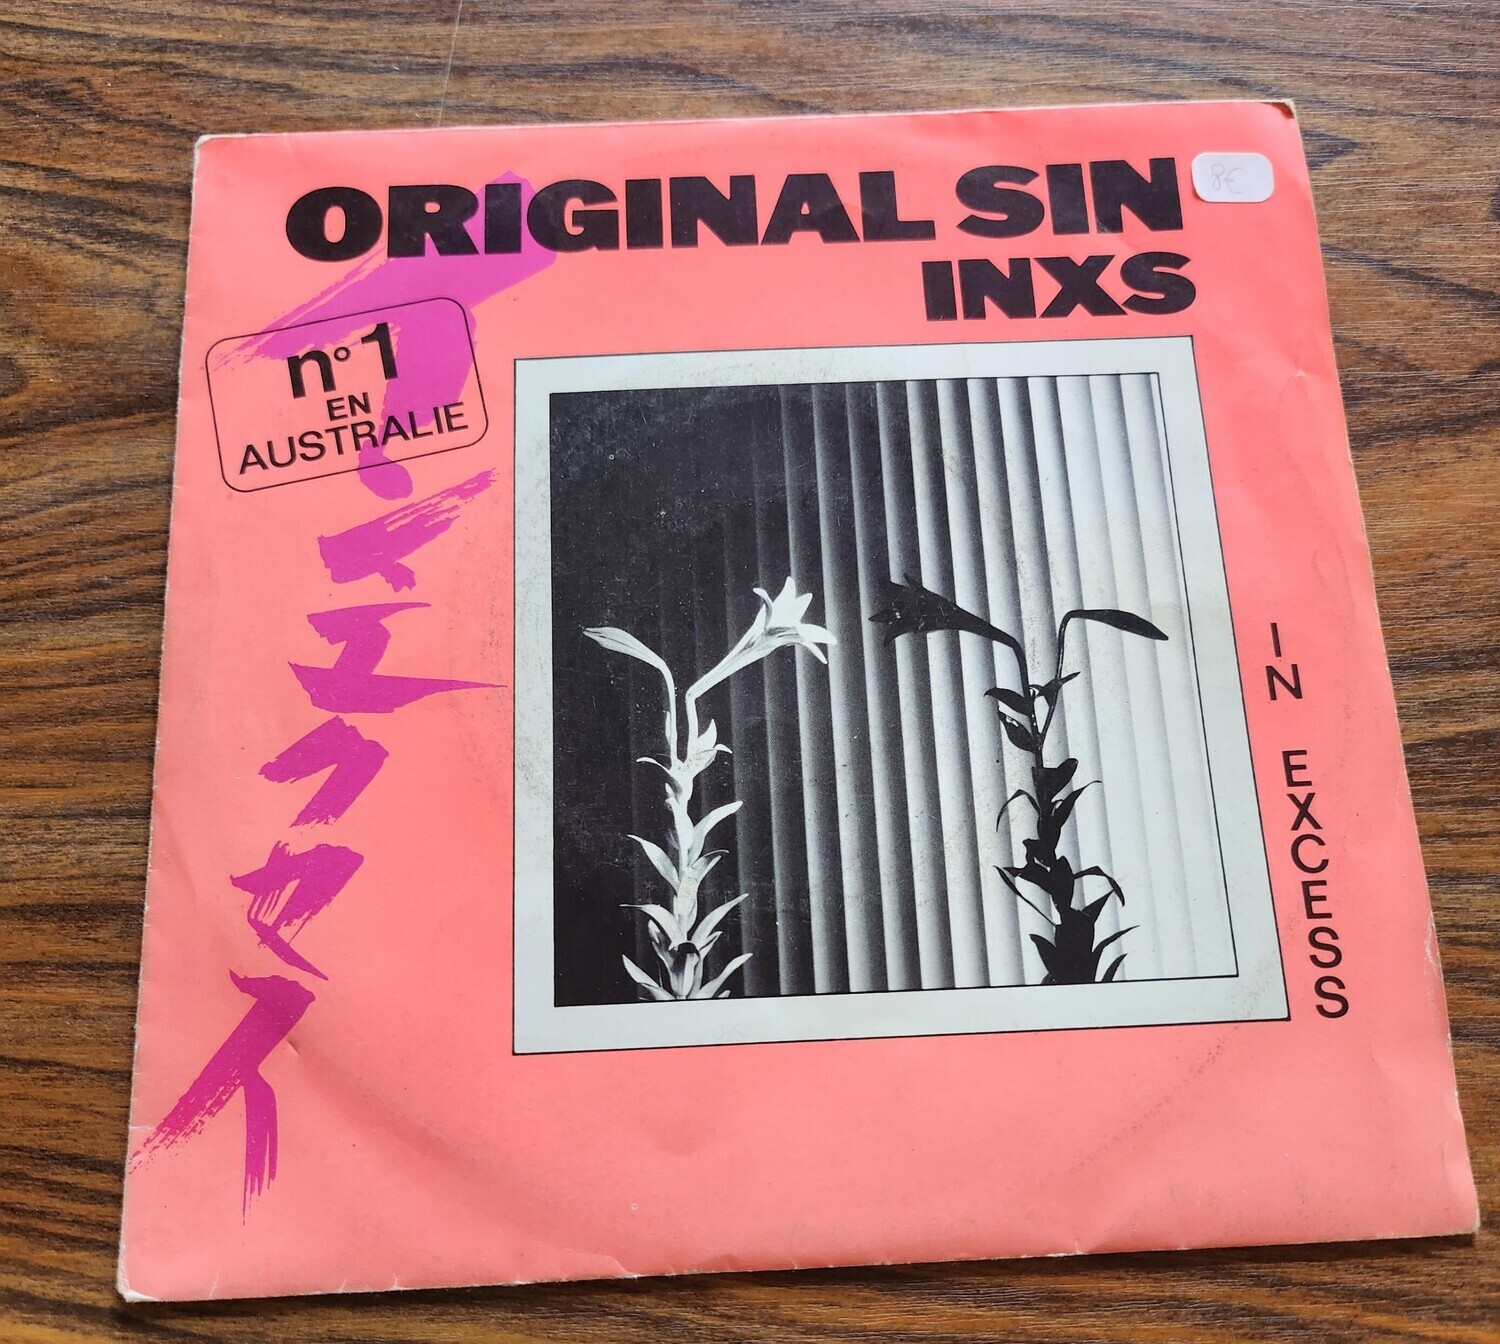 ORIGINAL SIN
INXS
8€
n° 1
EN
AUSTRALIE
IN EXCESS